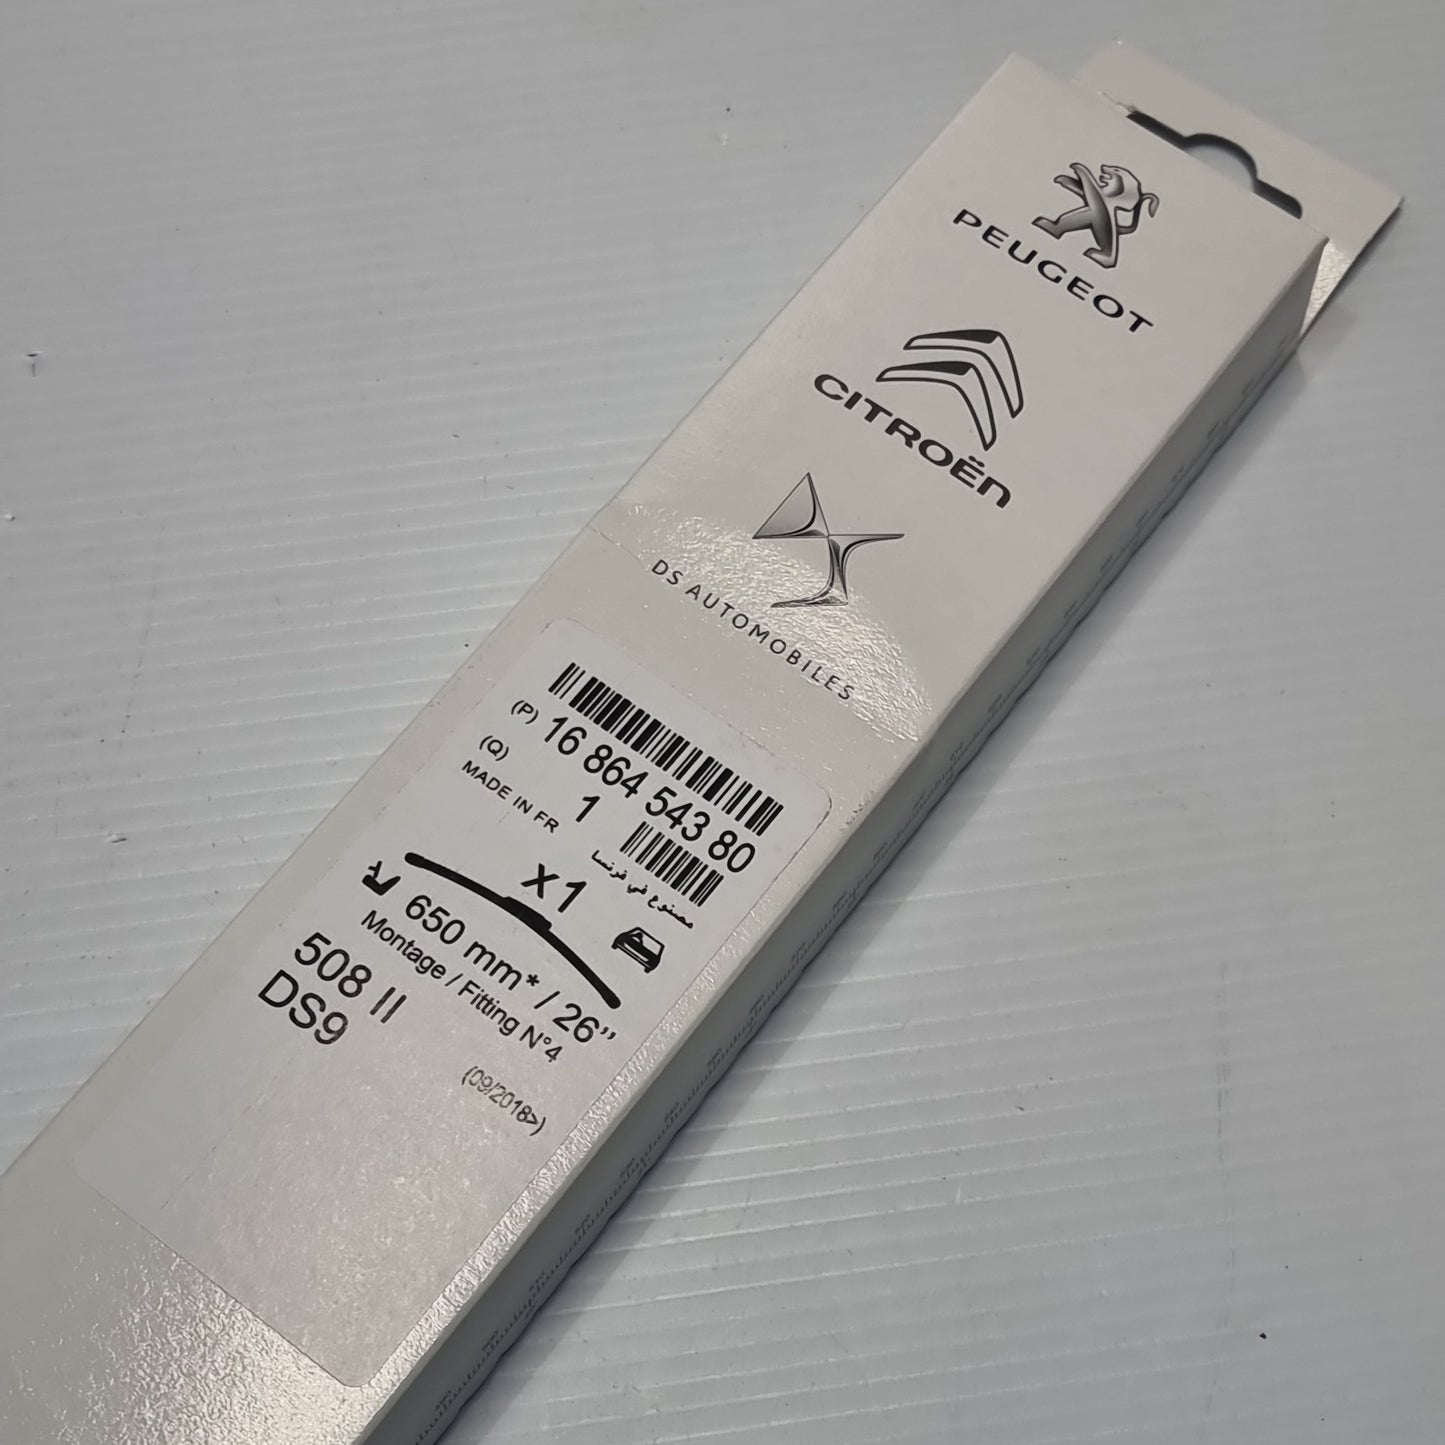 PEUGEOT
CITROËN
DS AUTOMOBILES
(P) 16 864 543 80
(Q) 1
MADE IN FR
مصنوع في فرنسا
x1
650 mm* / 26”
Montage / Fitting N°4
508 II
DS9
(09/2018>)